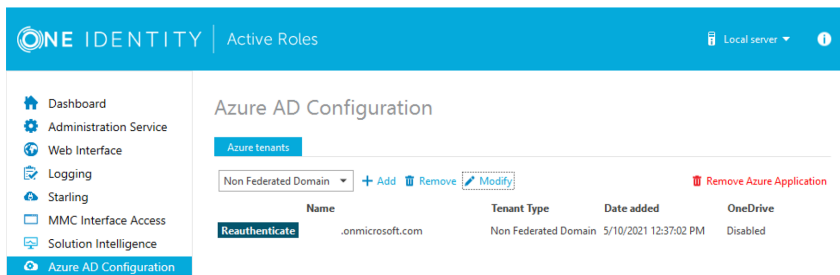 ONE IDENTITY Active Roles Local server
Dashboard
Administration Service
Web Interface
Logging
Starling
MMC Interface Access
Solution Intelligence
Azure AD Configuration
Azure AD Configuration
Azure tenants
Non Federated Domain Add Remove Modify Remove Azure Application
Name Tenant Type Date added OneDrive
Reauthenticate .onmicrosoft.com Non Federated Domain 5/10/2021 12:37:02 PM Disabled